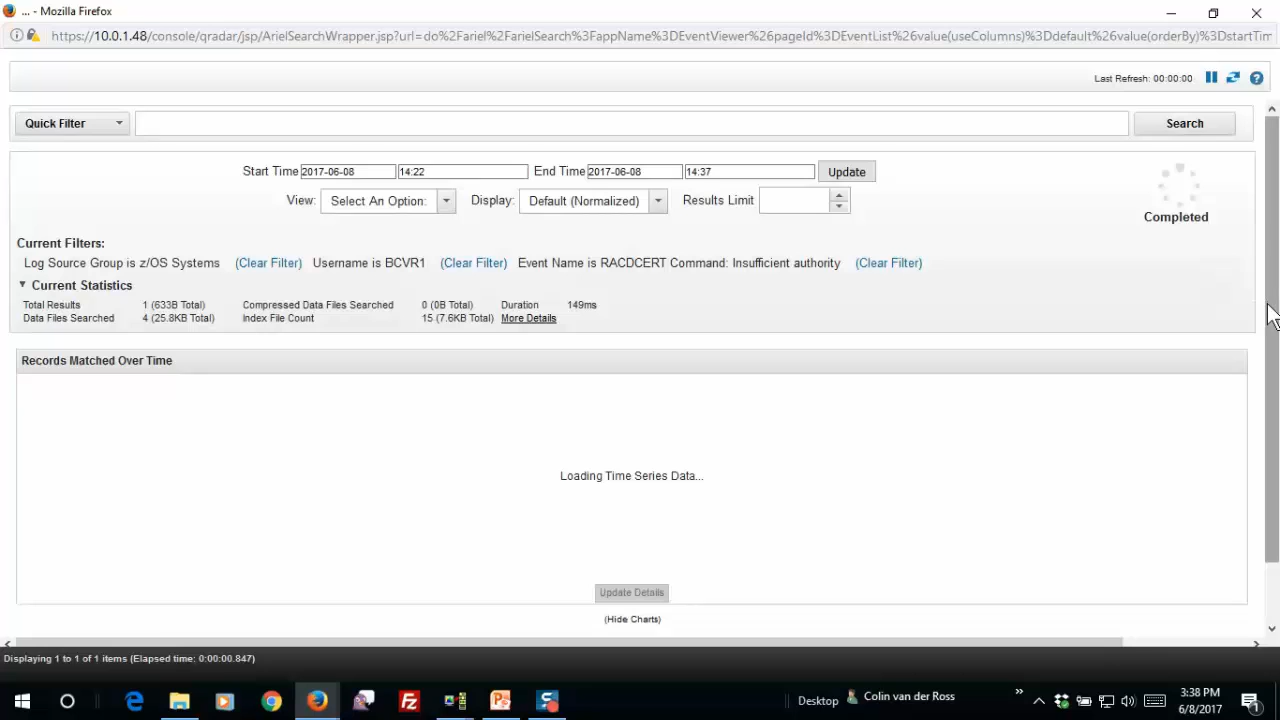 ... - Mozilla Firefox
https://10.0.1.48/console/qradar/jsp/ArielSearchWrapper.jsp?url=do%2Fariel%2FarielSearch%3FappName%3DEventViewer%26pageId%3DEventList%26value(useColumns)%3Ddefault%26value(orderBy)%3DstartTim
Last Refresh: 00:00:00
Quick Filter
Search
Start Time 2017-06-08 14:22 End Time 2017-06-08 14:37 Update
View: Select An Option: Display: Default (Normalized) Results Limit
Completed
Current Filters:
Log Source Group is z/OS Systems (Clear Filter) Username is BCVR1 (Clear Filter) Event Name is RACDCERT Command: Insufficient authority (Clear Filter)
Current Statistics
Total Results 1 (633B Total) Compressed Data Files Searched 0 (0B Total) Duration 149ms
Data Files Searched 4 (25.8KB Total) Index File Count 15 (7.6KB Total) More Details
Records Matched Over Time
Loading Time Series Data...
Update Details
(Hide Charts)
Displaying 1 to 1 of 1 items (Elapsed time: 0:00:00.847)
Desktop Colin van der Ross
3:38 PM
6/8/2017